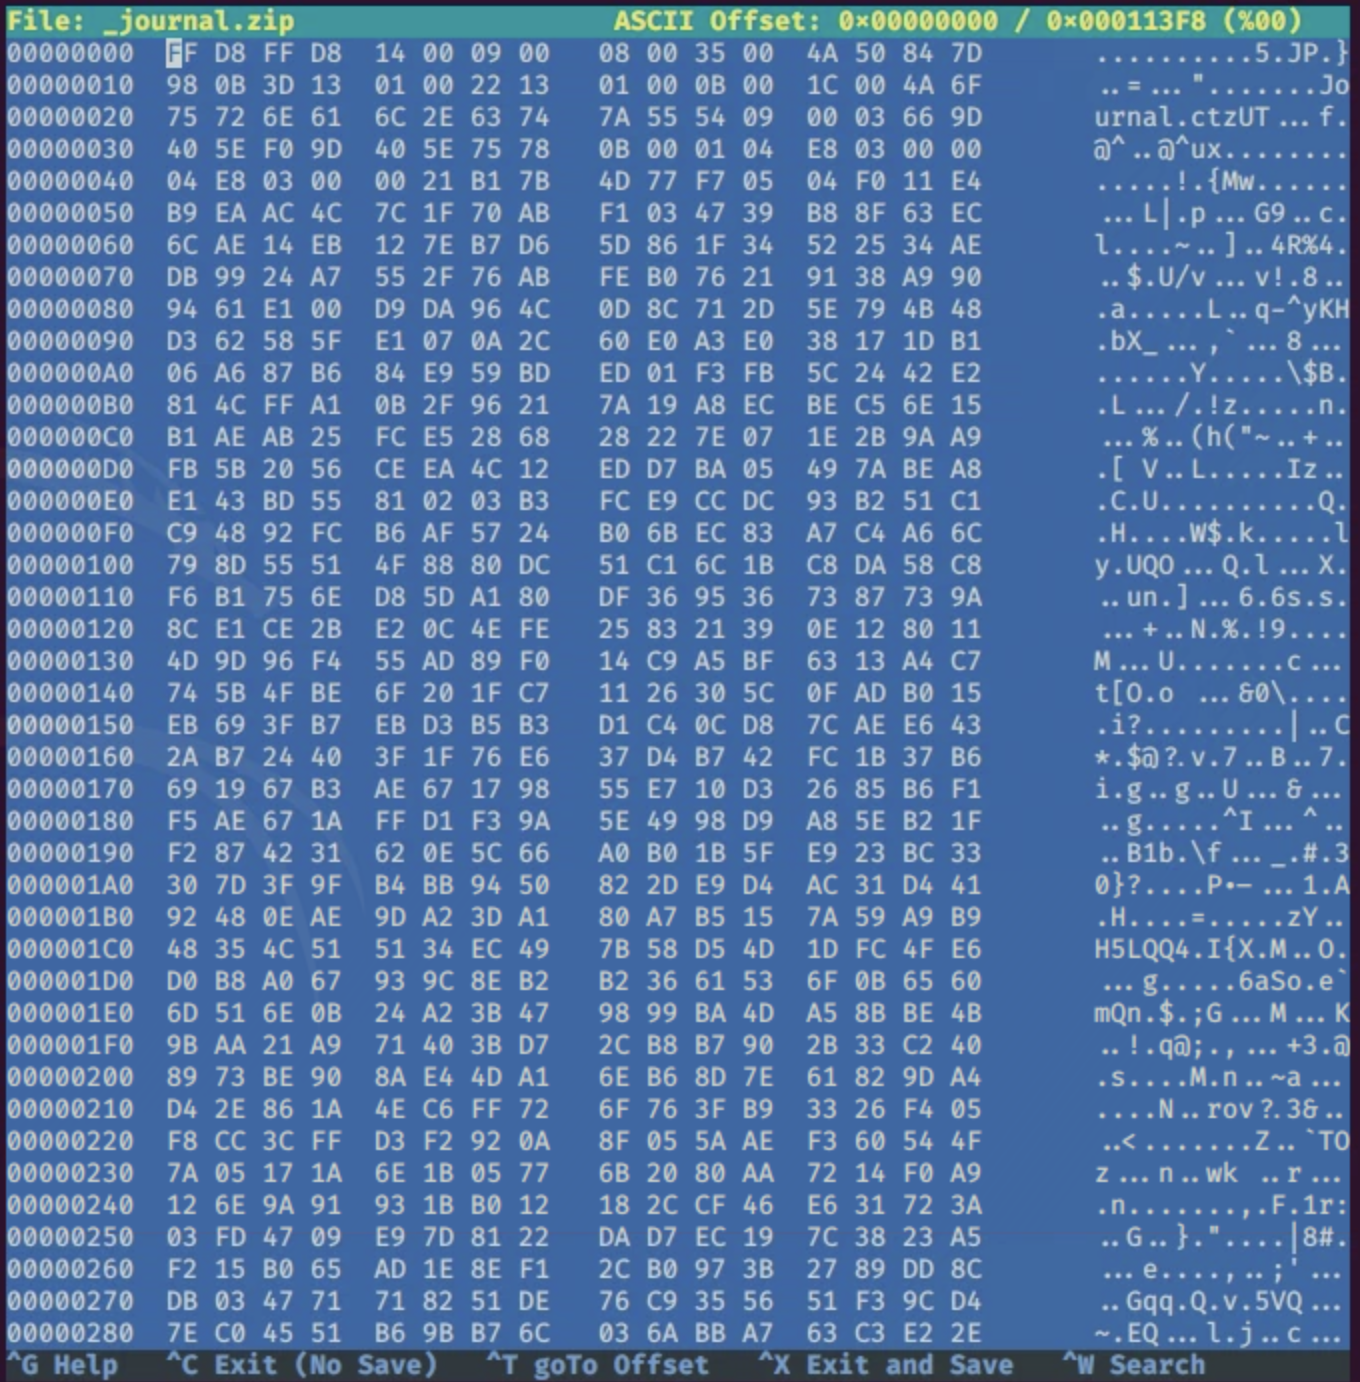 File: _journal.zip ASCII Offset: 0×00000000 / 0×000113F8 (%00)
00000000 FF D8 FF D8 14 00 09 00 08 00 35 00 4A 50 84 7D ..........5.JP.}
00000010 98 0B 3D 13 01 00 22 13 01 00 0B 00 1C 00 4A 6F ..=...".......Jo
00000020 75 72 6E 61 6C 2E 63 74 7A 55 54 09 00 03 66 9D urnal.ctzUT...f.
00000030 40 5E F0 9D 40 5E 75 78 0B 00 01 04 E8 03 00 00 @^..@^ux........
00000040 04 E8 03 00 00 21 B1 7B 4D 77 F7 05 04 F0 11 E4 .....!.{Mw......
00000050 B9 EA AC 4C 7C 1F 70 AB F1 03 47 39 B8 8F 63 EC ...L|.p...G9..c.
00000060 6C AE 14 EB 12 7E B7 D6 5D 86 1F 34 52 25 34 AE l....~..]..4R%4.
00000070 DB 99 24 A7 55 2F 76 AB FE B0 76 21 91 38 A9 90 ..$.U/v...v!.8..
00000080 94 61 E1 00 D9 DA 96 4C 0D 8C 71 2D 5E 79 4B 48 .a.....L..q-^yKH
00000090 D3 62 58 5F E1 07 0A 2C 60 E0 A3 E0 38 17 1D B1 .bX_...,`...8...
000000A0 06 A6 87 B6 84 E9 59 BD ED 01 F3 FB 5C 24 42 E2 ......Y.....\$B.
000000B0 81 4C FF A1 0B 2F 96 21 7A 19 A8 EC BE C5 6E 15 .L.../.!z.....n.
000000C0 B1 AE AB 25 FC E5 28 68 28 22 7E 07 1E 2B 9A A9 ...%..(h("~..+..
000000D0 FB 5B 20 56 CE EA 4C 12 ED D7 BA 05 49 7A BE A8 .[ V..L.....Iz..
000000E0 E1 43 BD 55 81 02 03 B3 FC E9 CC DC 93 B2 51 C1 .C.U..........Q.
000000F0 C9 48 92 FC B6 AF 57 24 B0 6B EC 83 A7 C4 A6 6C .H....W$.k.....l
00000100 79 8D 55 51 4F 88 80 DC 51 C1 6C 1B C8 DA 58 C8 y.UQO...Q.l...X.
00000110 F6 B1 75 6E D8 5D A1 80 DF 36 95 36 73 87 73 9A ..un.]...6.6s.s.
00000120 8C E1 CE 2B E2 0C 4E FE 25 83 21 39 0E 12 80 11 ...+..N.%.!9....
00000130 4D 9D 96 F4 55 AD 89 F0 14 C9 A5 BF 63 13 A4 C7 M...U.......c...
00000140 74 5B 4F BE 6F 20 1F C7 11 26 30 5C 0F AD B0 15 t[O.o ...&0\....
00000150 EB 69 3F B7 EB D3 B5 B3 D1 C4 0C D8 7C AE E6 43 .i?.........|..C
00000160 2A B7 24 40 3F 1F 76 E6 37 D4 B7 42 FC 1B 37 B6 *.$@?.v.7..B..7.
00000170 69 19 67 B3 AE 67 17 98 55 E7 10 D3 26 85 B6 F1 i.g..g..U...&...
00000180 F5 AE 67 1A FF D1 F3 9A 5E 49 98 D9 A8 5E B2 1F ..g.....^I...^..
00000190 F2 87 42 31 62 0E 5C 66 A0 B0 1B 5F E9 23 BC 33 ..B1b.\f..._.#.3
000001A0 30 7D 3F 9F B4 BB 94 50 82 2D E9 D4 AC 31 D4 41 0}?....P•–...1.A
000001B0 92 48 0E AE 9D A2 3D A1 80 A7 B5 15 7A 59 A9 B9 .H....=.....zY..
000001C0 48 35 4C 51 51 34 EC 49 7B 58 D5 4D 1D FC 4F E6 H5LQQ4.I{X.M..O.
000001D0 D0 B8 A0 67 93 9C 8E B2 B2 36 61 53 6F 0B 65 60 ...g.....6aSo.e`
000001E0 6D 51 6E 0B 24 A2 3B 47 98 99 BA 4D A5 8B BE 4B mQn.$.;G...M...K
000001F0 9B AA 21 A9 71 40 3B D7 2C B8 B7 90 2B 33 C2 40 ..!.q@;.,...+3.@
00000200 89 73 BE 90 8A E4 4D A1 6E B6 8D 7E 61 82 9D A4 .s....M.n..~a...
00000210 D4 2E 86 1A 4E C6 FF 72 6F 76 3F B9 33 26 F4 05 ....N..rov?.3&..
00000220 F8 CC 3C FF D3 F2 92 0A 8F 05 5A AE F3 60 54 4F ..<.......Z..`TO
00000230 7A 05 17 1A 6E 1B 05 77 6B 20 80 AA 72 14 F0 A9 z...n..wk ..r...
00000240 12 6E 9A 91 93 1B B0 12 18 2C CF 46 E6 31 72 3A .n.......,.F.1r:
00000250 03 FD 47 09 E9 7D 81 22 DA D7 EC 19 7C 38 23 A5 ..G..}."....|8#.
00000260 F2 15 B0 65 AD 1E 8E F1 2C B0 97 3B 27 89 DD 8C ...e....,..;'...
00000270 DB 03 47 71 71 82 51 DE 76 C9 35 56 51 F3 9C D4 ..Gqq.Q.v.5VQ...
00000280 7E C0 45 51 B6 9B B7 6C 03 6A BB A7 63 C3 E2 2E ~.EQ...l.j..c...
^G Help ^C Exit (No Save) ^T goTo Offset ^X Exit and Save ^W Search